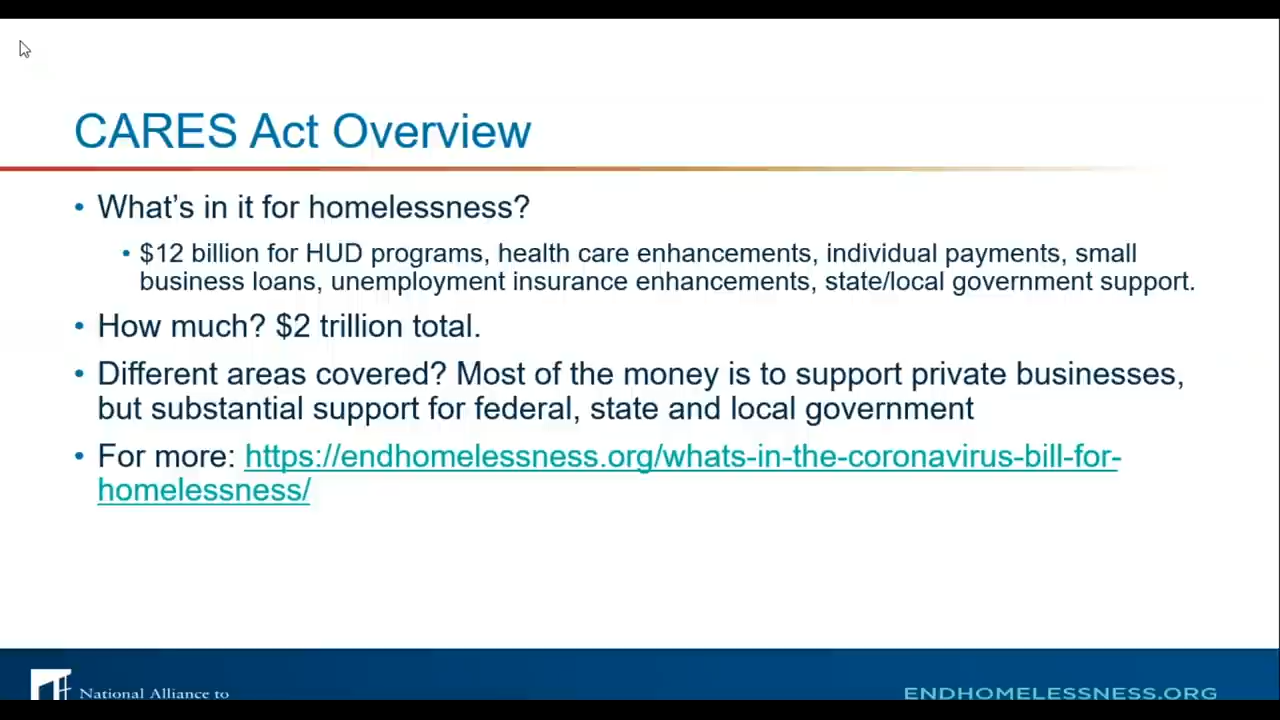 CARES Act Overview
• What's in it for homelessness?
• $12 billion for HUD programs, health care enhancements, individual payments, small
business loans, unemployment insurance enhancements, state/local government support.
• How much? $2 trillion total.
• Different areas covered? Most of the money is to support private businesses,
but substantial support for federal, state and local government
• For more: https://endhomelessness.org/whats-in-the-coronavirus-bill-for-
homelessness/
National Alliance to
ENDHOMELESSNESS.ORG